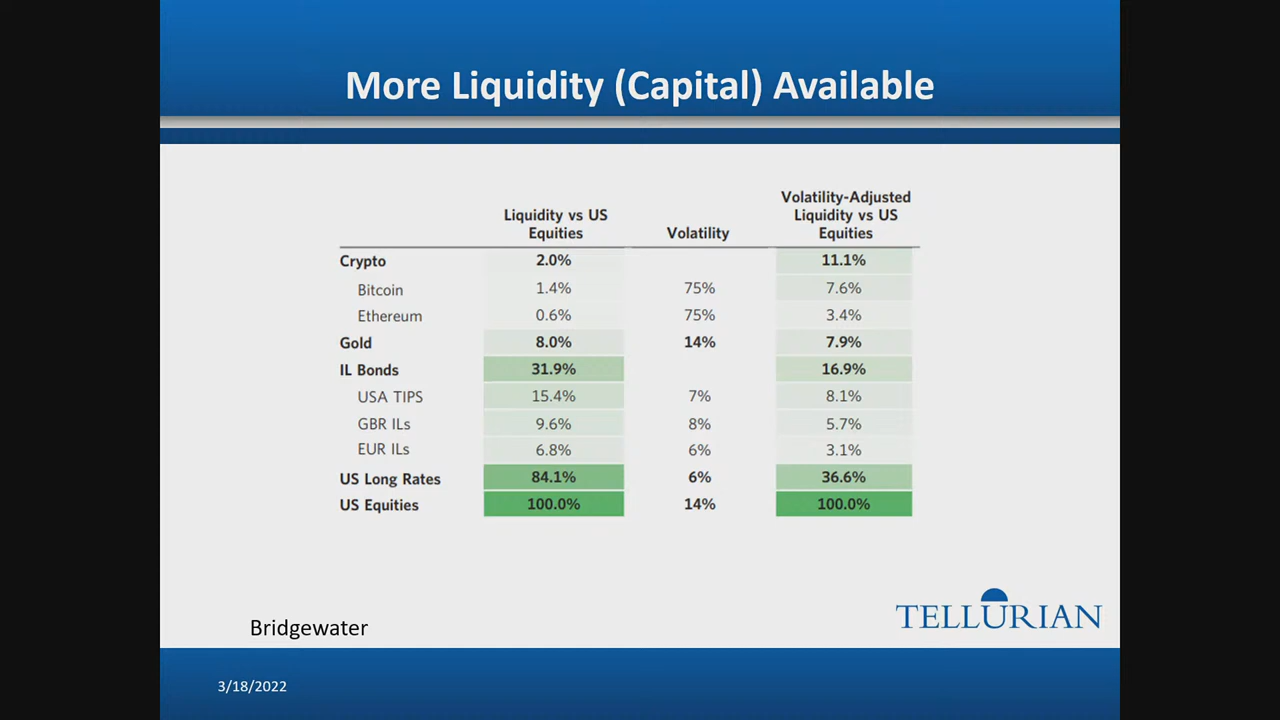 More Liquidity (Capital) Available
Liquidity vs US
Equities
Volatility
Volatility-Adjusted
Liquidity vs US
Equities
Crypto 2.0% 11.1%
Bitcoin 1.4% 75% 7.6%
Ethereum 0.6% 75% 3.4%
Gold 8.0% 14% 7.9%
IL Bonds 31.9% 16.9%
USA TIPS 15.4% 7% 8.1%
GBR ILs 9.6% 8% 5.7%
EUR ILs 6.8% 6% 3.1%
US Long Rates 84.1% 6% 36.6%
US Equities 100.0% 14% 100.0%
TELLURIAN
Bridgewater
3/18/2022